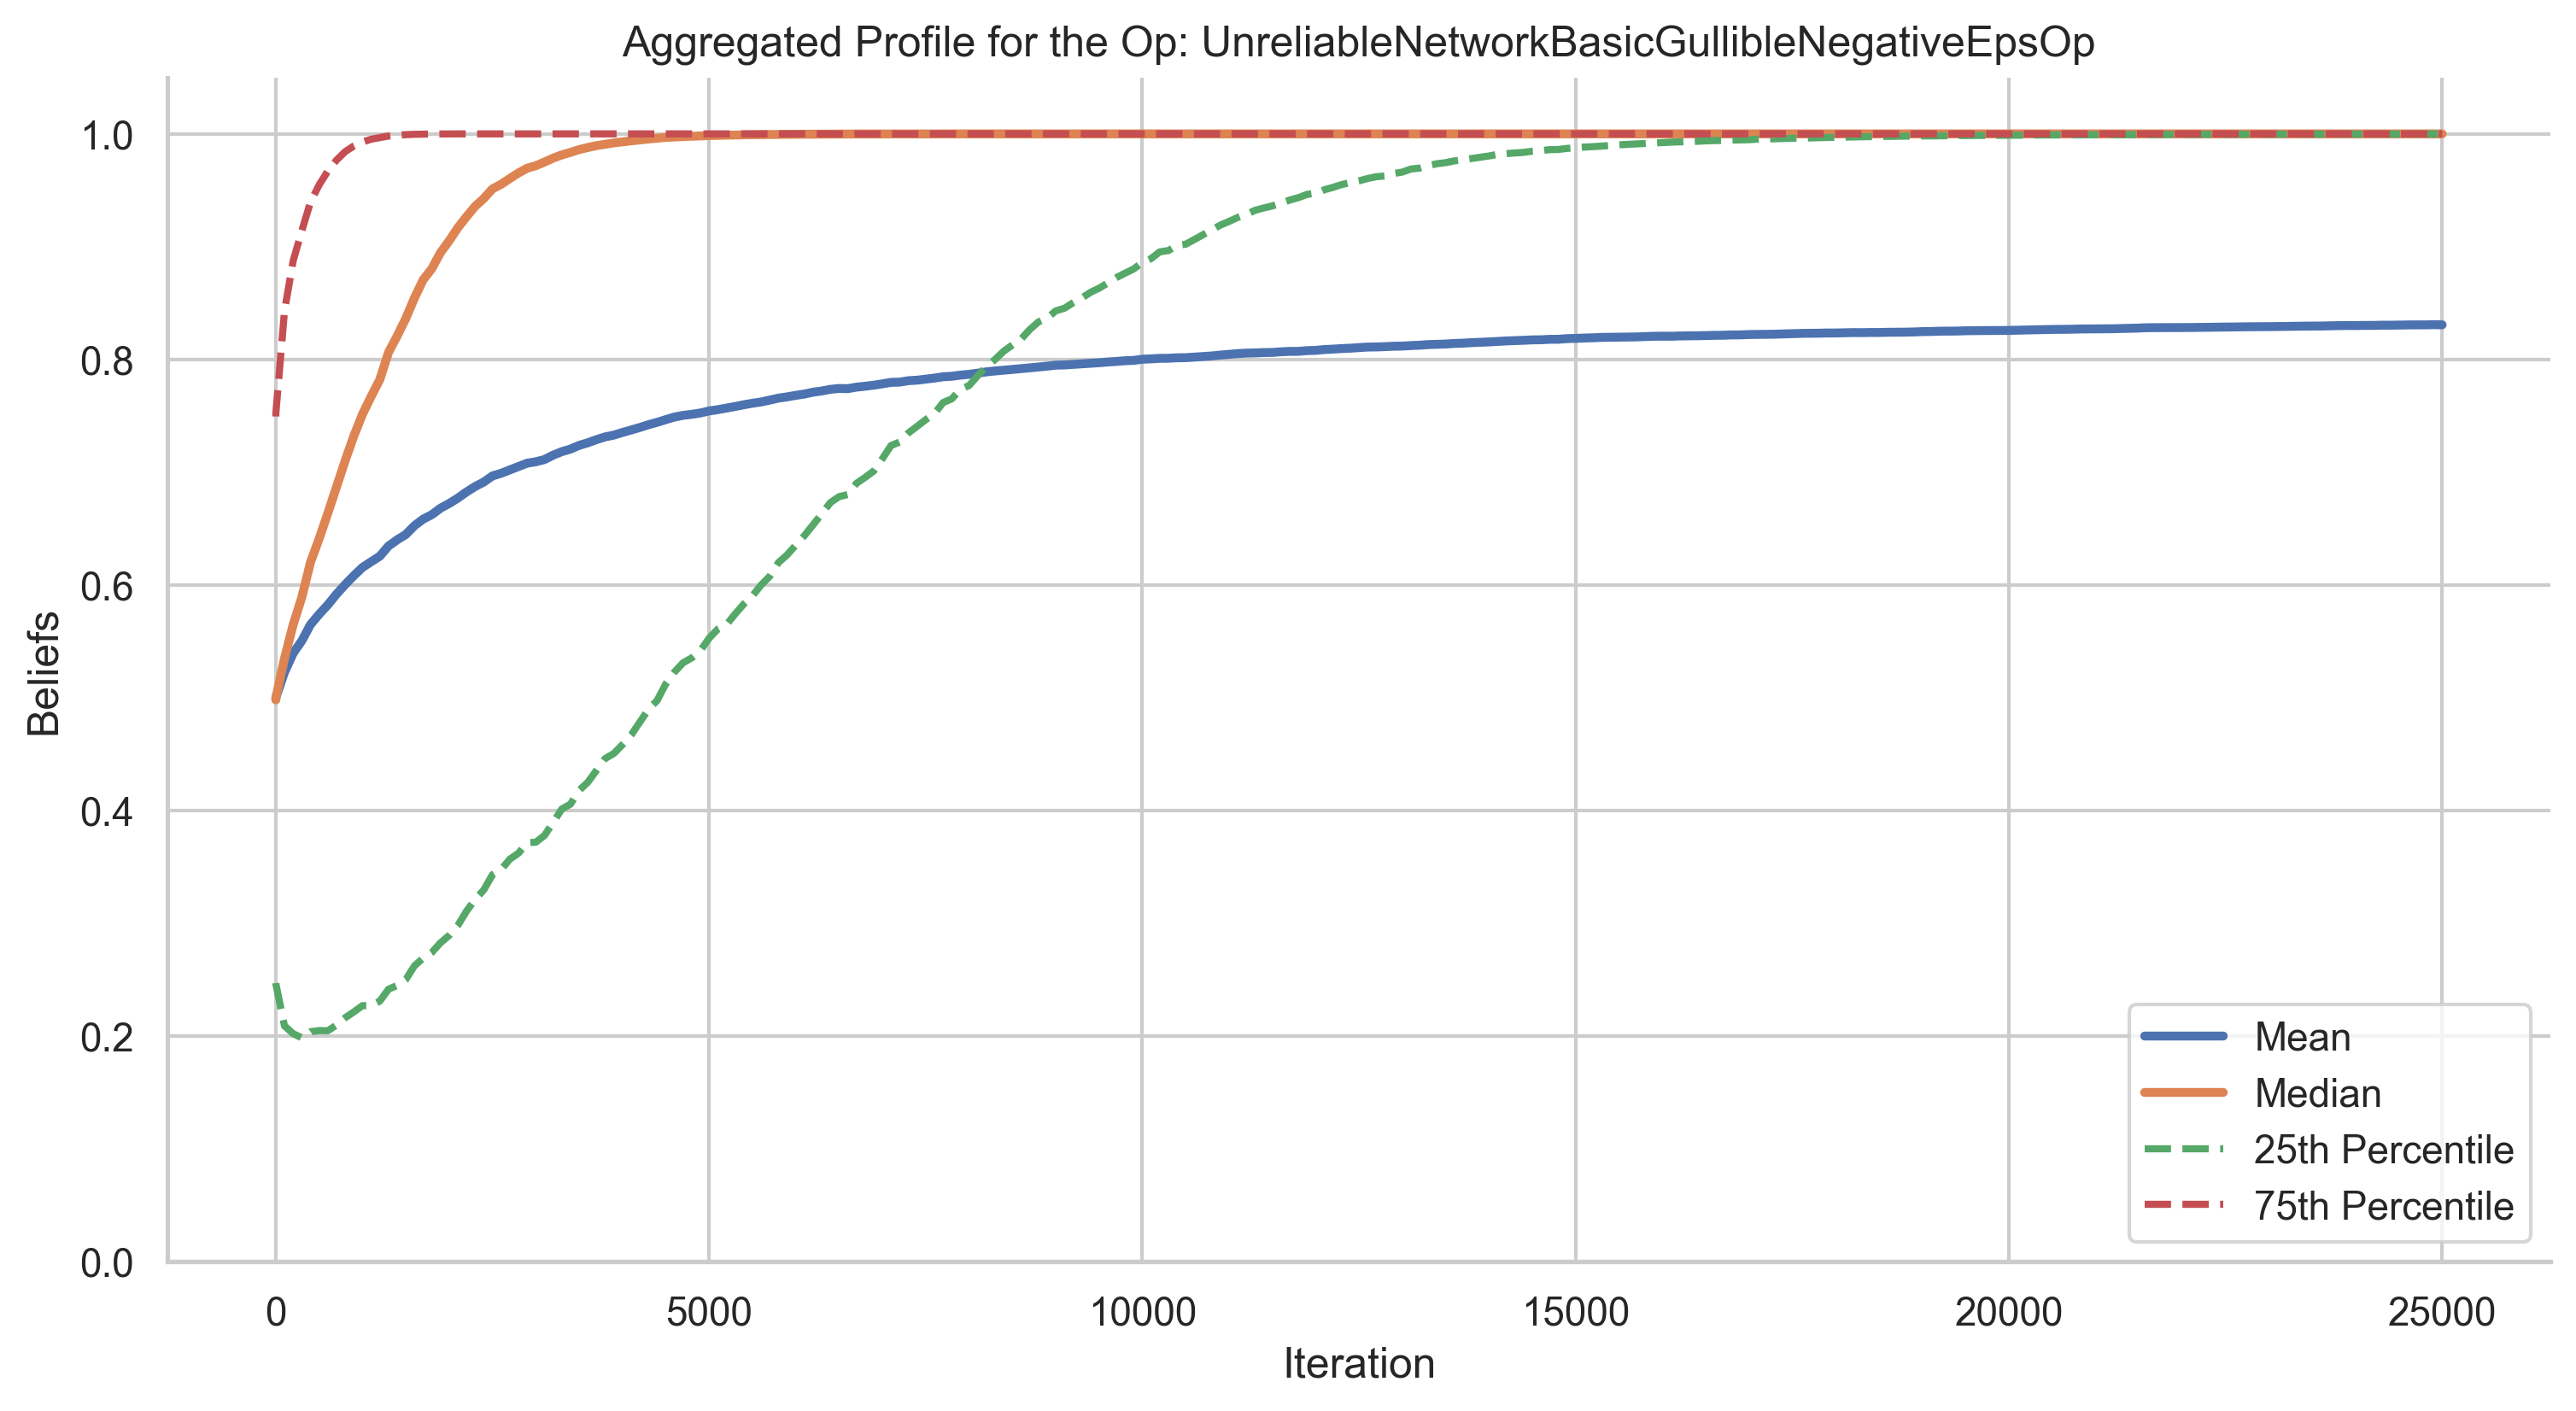 Aggregated Profile for the Op: UnreliableNetworkBasicGullibleNegativeEpsOp
1.0
0.8
0.6
0.4
0.2
0.0
Beliefs
0 5000 10000 15000 20000 25000
Iteration
Mean
Median
25th Percentile
75th Percentile